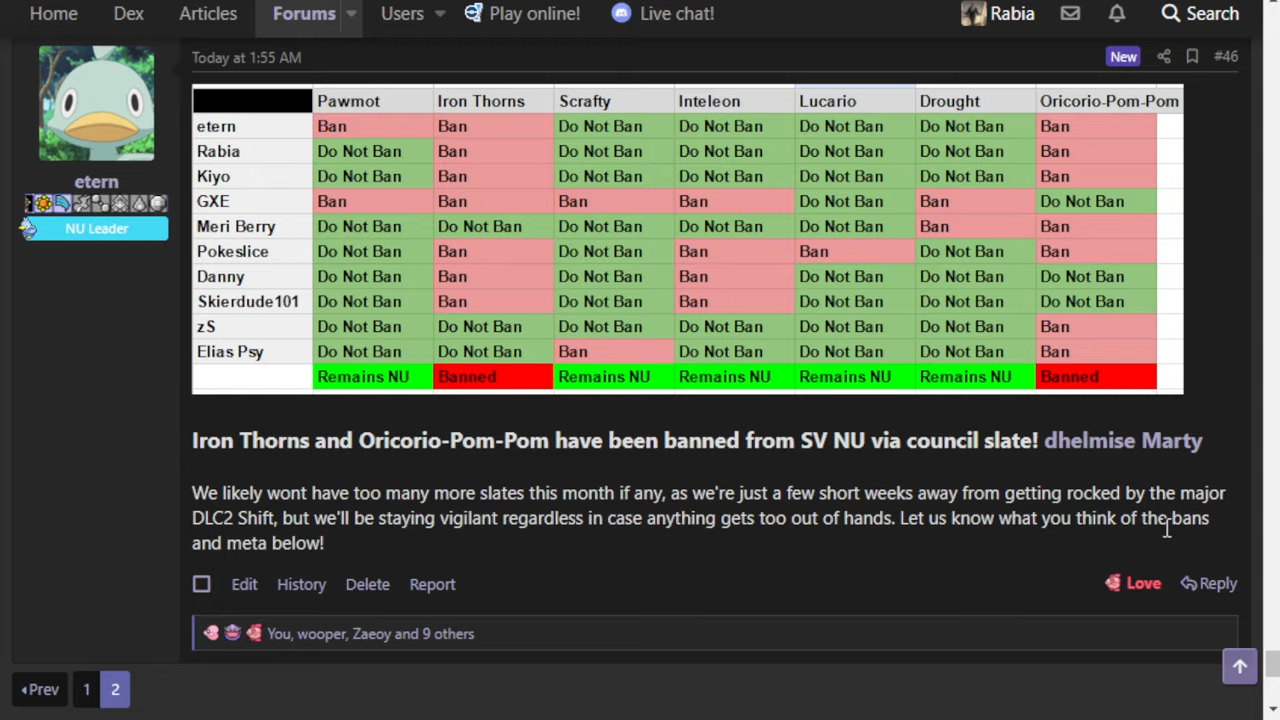 Home Dex Articles Forums Users Play online! Live chat! Rabia Search
Today at 1:55 AM New #46
etern
NU Leader
Pawmot Iron Thorns Scrafty Inteleon Lucario Drought Oricorio-Pom-Pom
etern Ban Ban Do Not Ban Do Not Ban Do Not Ban Do Not Ban Ban
Rabia Do Not Ban Ban Do Not Ban Do Not Ban Do Not Ban Do Not Ban Ban
Kiyo Do Not Ban Ban Do Not Ban Do Not Ban Do Not Ban Do Not Ban Ban
GXE Ban Ban Ban Ban Do Not Ban Ban Do Not Ban
Meri Berry Do Not Ban Do Not Ban Do Not Ban Do Not Ban Do Not Ban Ban Ban
Pokeslice Do Not Ban Ban Do Not Ban Ban Ban Do Not Ban Ban
Danny Do Not Ban Ban Do Not Ban Ban Do Not Ban Do Not Ban Do Not Ban
Skierdude101 Do Not Ban Ban Do Not Ban Ban Do Not Ban Do Not Ban Do Not Ban
zS Do Not Ban Do Not Ban Do Not Ban Do Not Ban Do Not Ban Do Not Ban Ban
Elias Psy Do Not Ban Do Not Ban Ban Do Not Ban Do Not Ban Do Not Ban Ban
Remains NU Banned Remains NU Remains NU Remains NU Remains NU Banned
Iron Thorns and Oricorio-Pom-Pom have been banned from SV NU via council slate! dhelmise Marty
We likely wont have too many more slates this month if any, as we're just a few short weeks away from getting rocked by the major
DLC2 Shift, but we'll be staying vigilant regardless in case anything gets too out of hands. Let us know what you think of the bans
and meta below!
Edit History Delete Report Love Reply
You, wooper, Zaeoy and 9 others
Prev 1 2